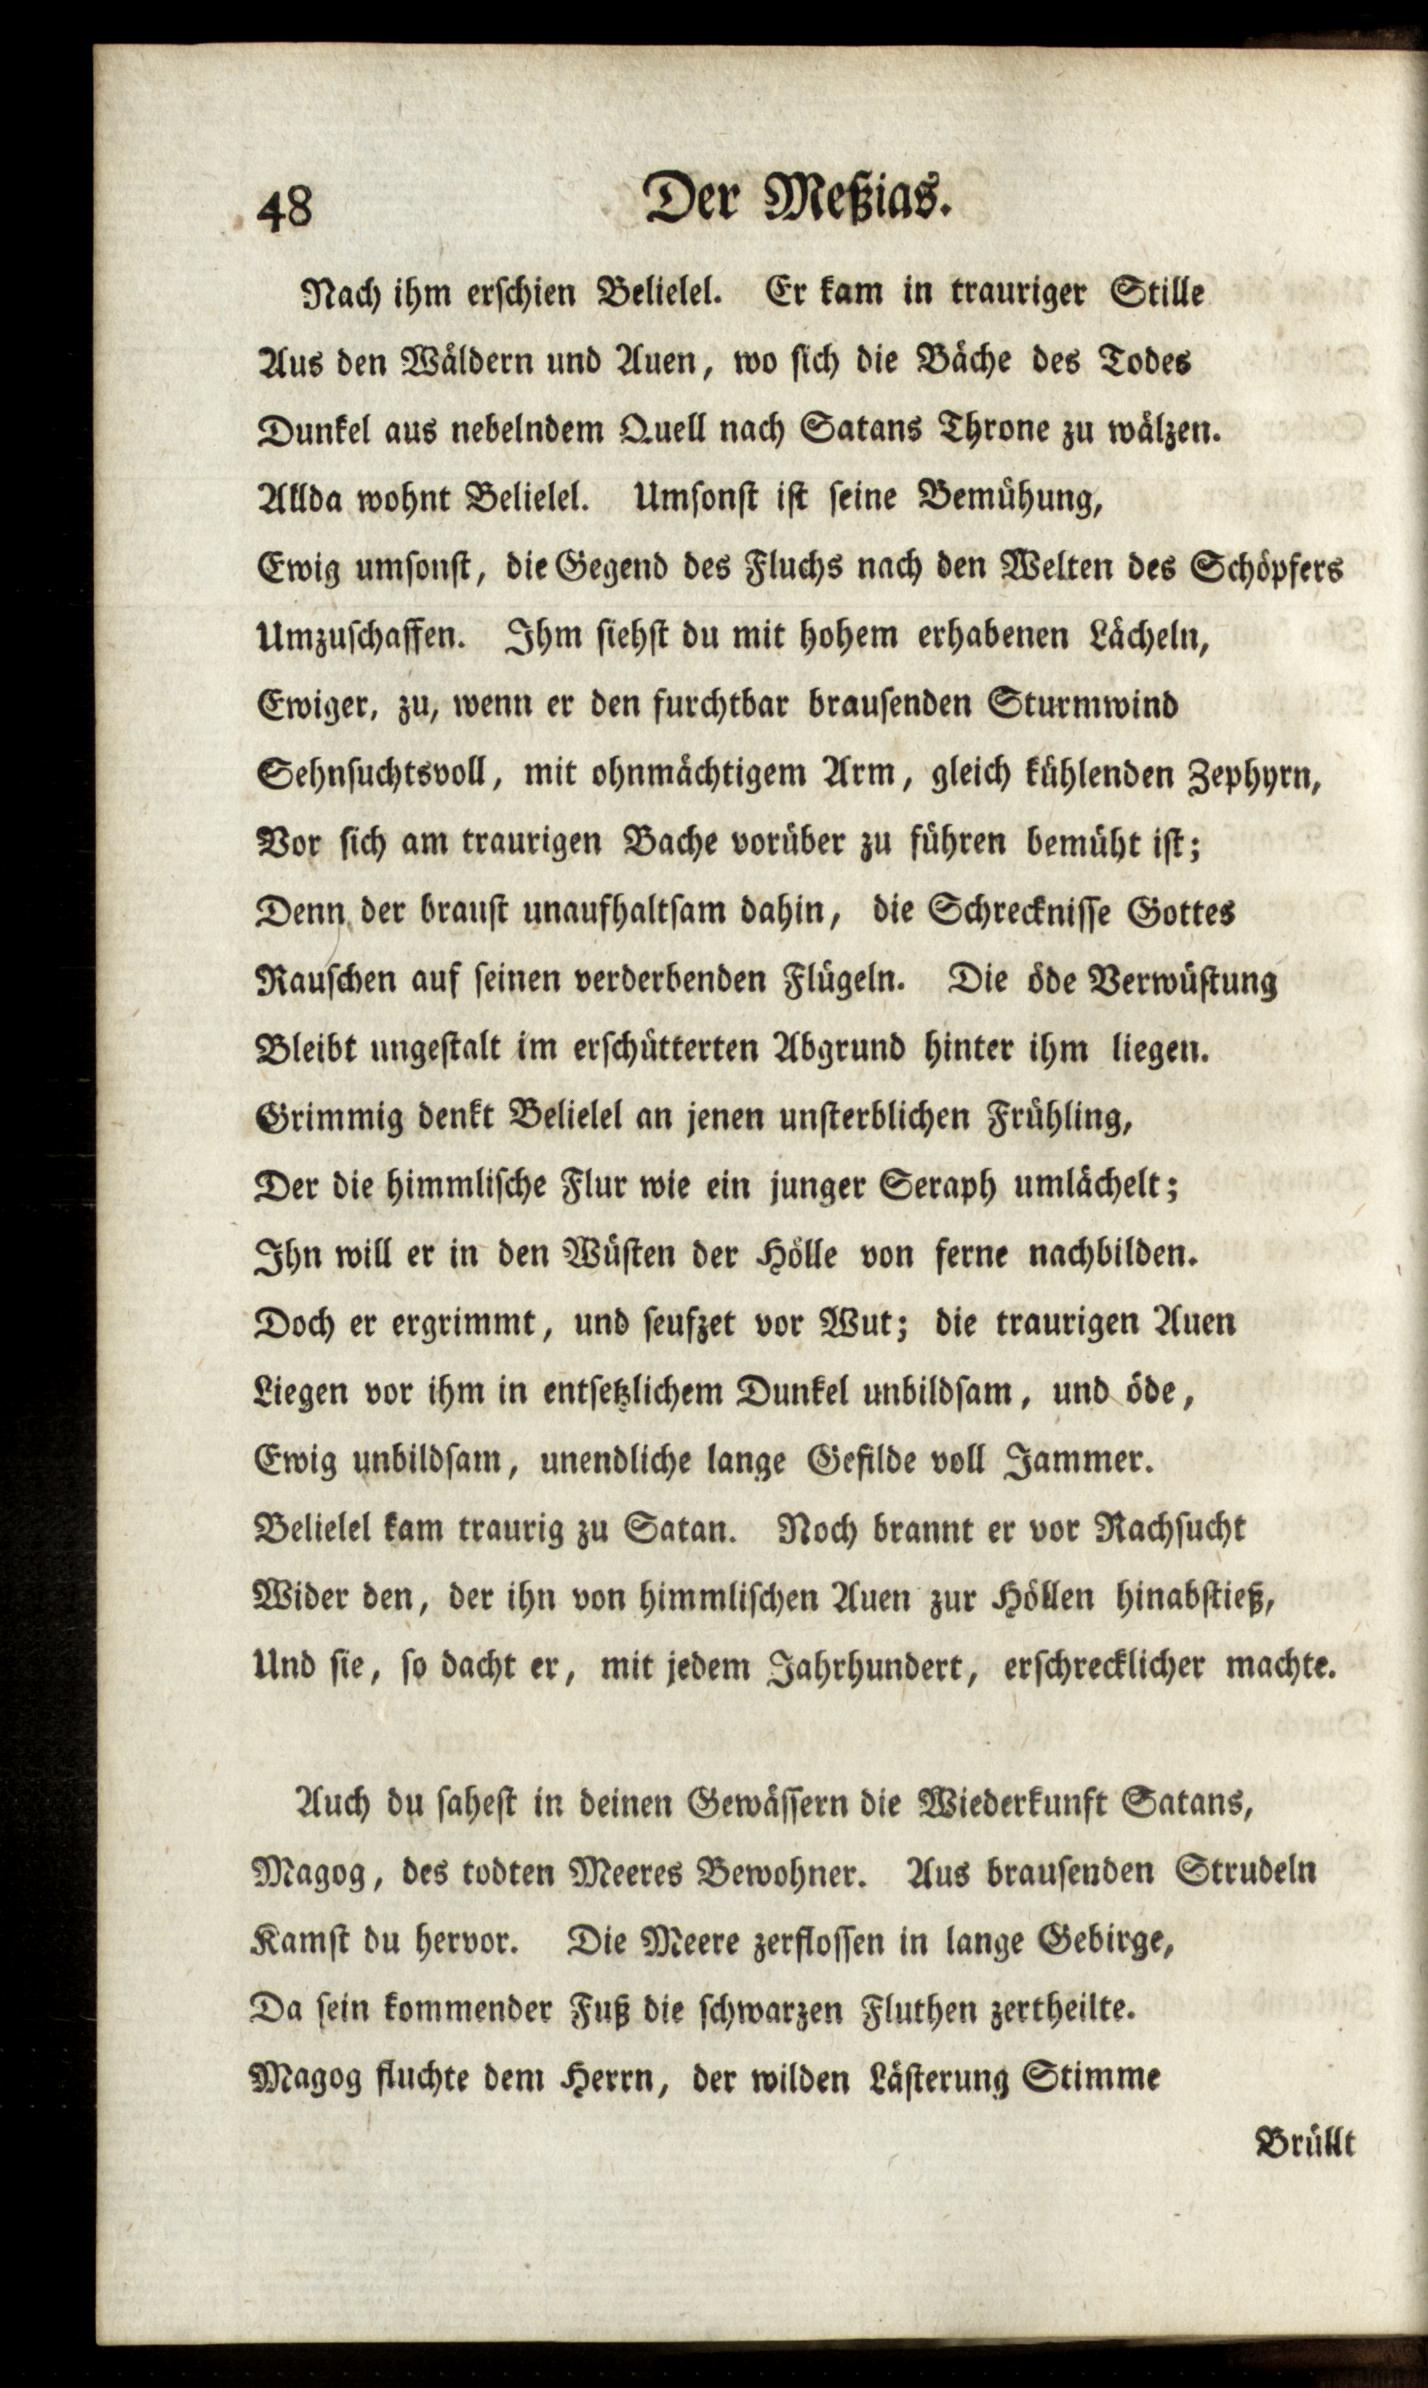 48 Der Meßias.
Nach ihm erschien Belielel. Er kam in trauriger Stille
Aus den Wäldern und Auen, wo sich die Bäche des Todes
Dunkel aus nebelndem Quell nach Satans Throne zu wälzen.
Allda wohnt Belielel. Umsonst ist seine Bemühung,
Ewig umsonst, die Gegend des Fluchs nach den Welten des Schöpfers
Umzuschaffen. Ihm siehst du mit hohem erhabenen Lächeln,
Ewiger, zu, wenn er den furchtbar brausenden Sturmwind
Sehnsuchtsvoll, mit ohnmächtigem Arm, gleich kühlenden Zephyrn,
Vor sich am traurigen Bache vorüber zu führen bemüht ist;
Denn der braust unaufhaltsam dahin, die Schrecknisse Gottes
Rauschen auf seinen verderbenden Flügeln. Die öde Verwüstung
Bleibt ungestalt im erschütterten Abgrund hinter ihm liegen.
Grimmig denkt Belielel an jenen unsterblichen Frühling,
Der die himmlische Flur wie ein junger Seraph umlächelt;
Ihn will er in den Wüsten der Hölle von ferne nachbilden.
Doch er ergrimmt, und seufzet vor Wut; die traurigen Auen
Liegen vor ihm in entsetzlichem Dunkel unbildsam, und öde,
Ewig unbildsam, unendliche lange Gefilde voll Jammer.
Belielel kam traurig zu Satan. Noch brannt er vor Rachsucht
Wider den, der ihn von himmlischen Auen zur Höllen hinabstieß,
Und sie, so dacht er, mit jedem Jahrhundert, erschrecklicher machte.
Auch du sahest in deinen Gewässern die Wiederkunft Satans,
Magog, des todten Meeres Bewohner. Aus brausenden Strudeln
Kamst du hervor. Die Meere zerflossen in lange Gebirge,
Da sein kommender Fuß die schwarzen Fluthen zertheilte.
Magog fluchte dem Herrn, der wilden Lästerung Stimme
Brüllt